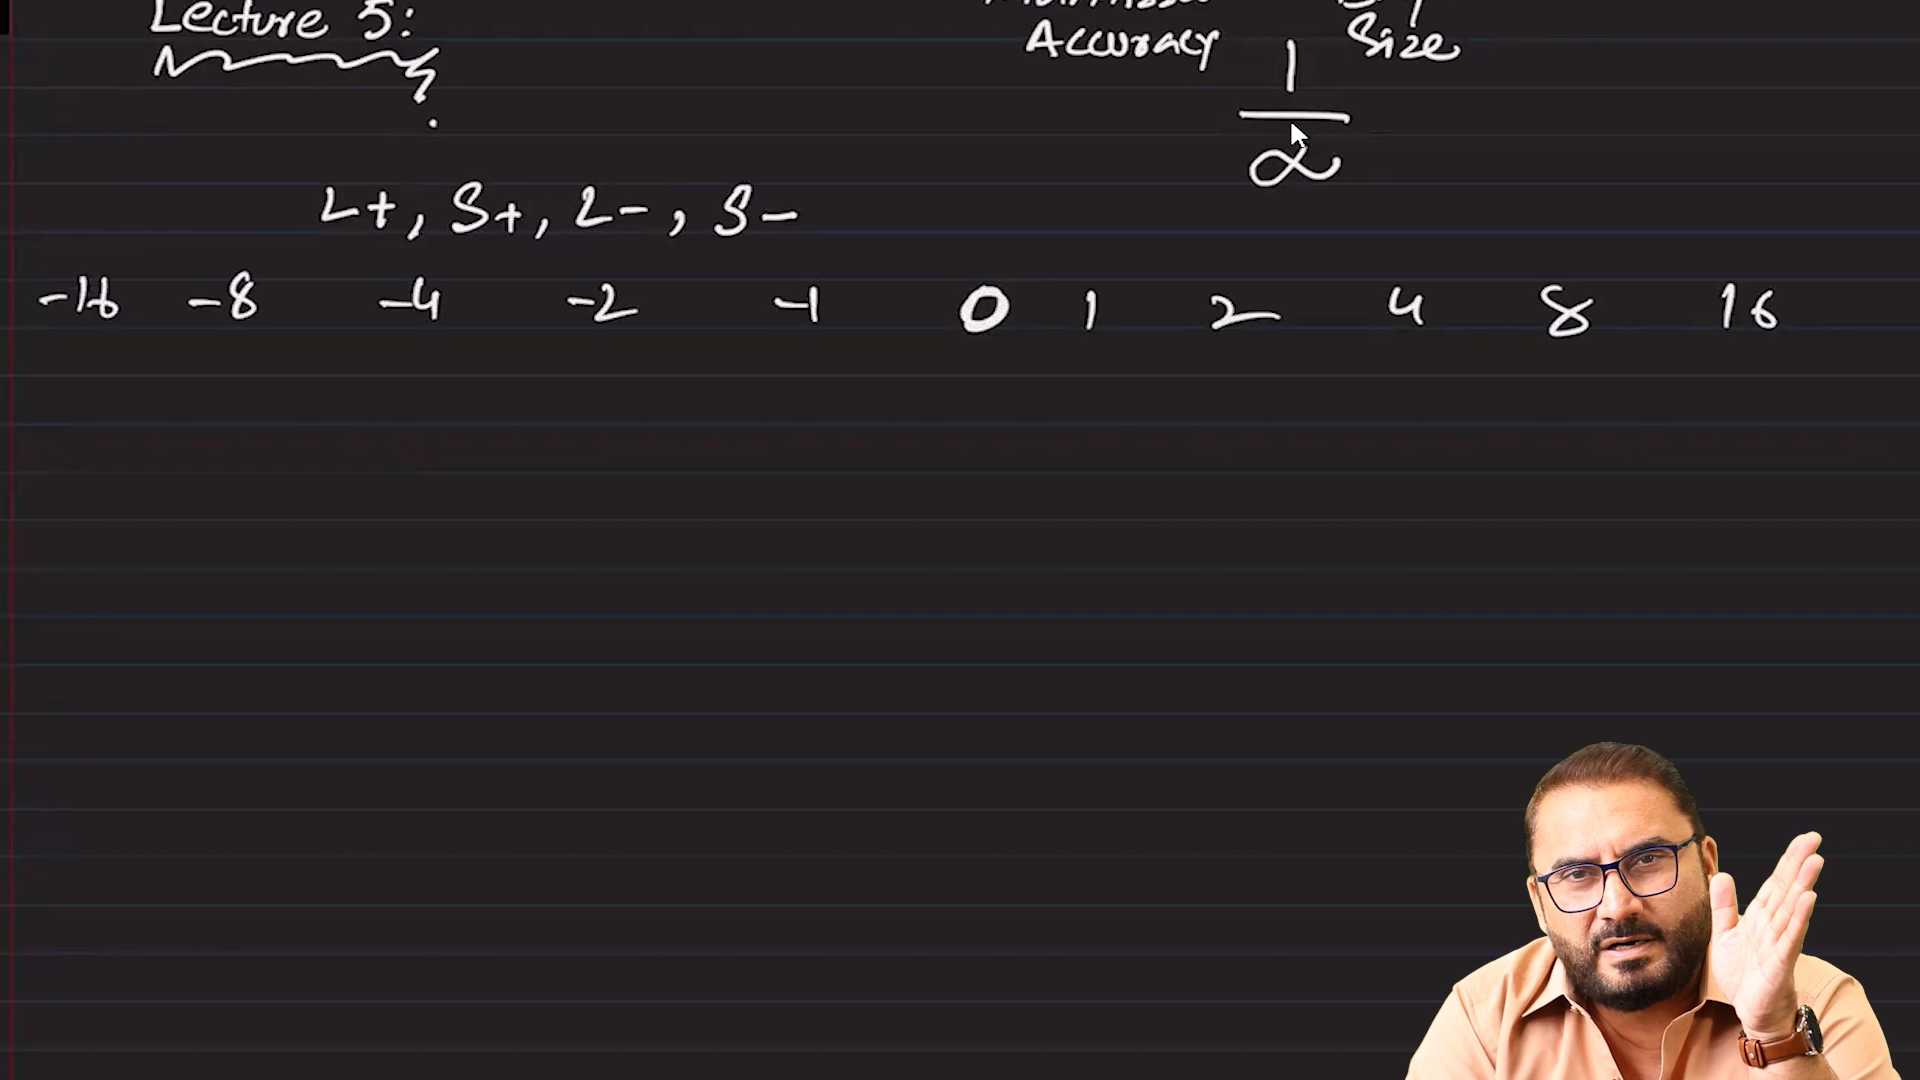 Lecture 5:
Accuracy Size
1
∝
L+, S+, L-, S-
-16 -8 -4 -2 -1 0 1 2 4 8 16